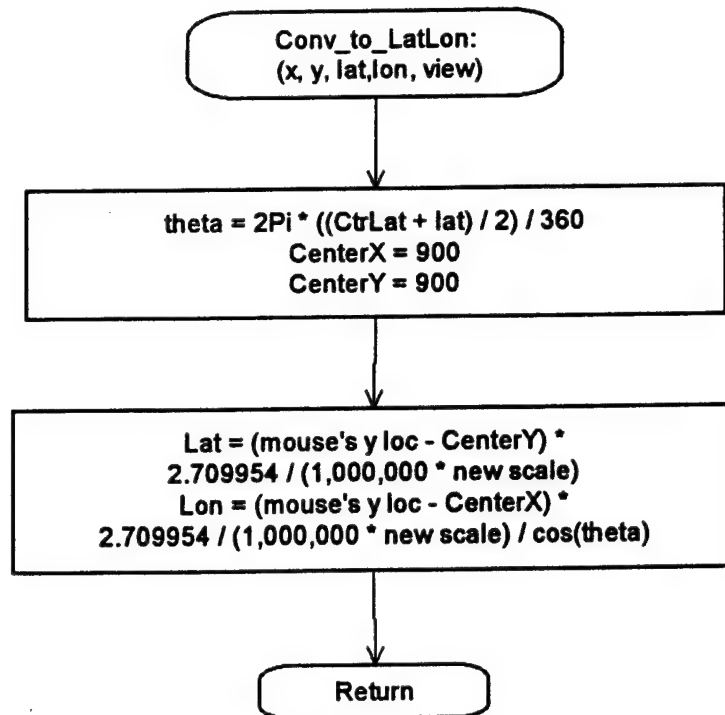 Conv_to_LatLon:
(x, y, lat,lon, view)
theta = 2Pi * ((CtrLat + lat) / 2) / 360
CenterX = 900
CenterY = 900
Lat = (mouse's y loc - CenterY) *
2.709954 / (1,000,000 * new scale)
Lon = (mouse's y loc - CenterX) *
2.709954 / (1,000,000 * new scale) / cos(theta)
Return